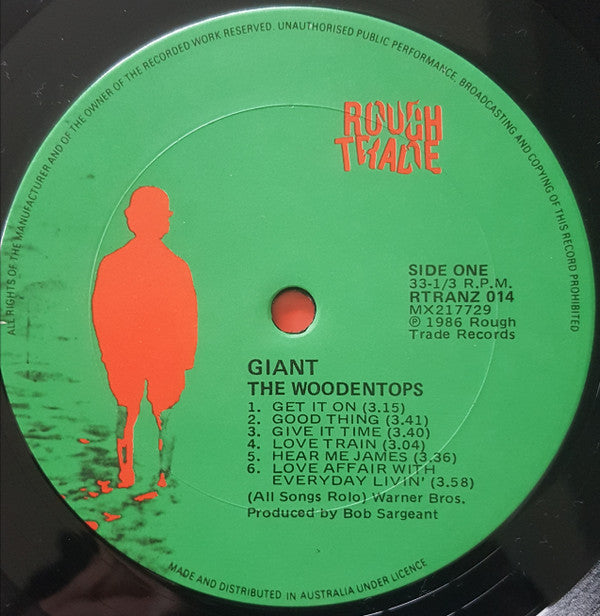 ALL RIGHTS OF THE MANUFACTURER AND OF THE OWNER OF THE RECORDED WORK RESERVED. UNAUTHORISED PUBLIC PERFORMANCE, BROADCASTING AND COPYING OF THIS RECORD PROHIBITED
ROUGH
TRADE
SIDE ONE
33-1/3 R.P.M.
RTRANZ 014
MX217729
℗ 1986 Rough
Trade Records
GIANT
THE WOODENTOPS
1. GET IT ON (3.15)
2. GOOD THING (3.41)
3. GIVE IT TIME (3.40)
4. LOVE TRAIN (3.04)
5. HEAR ME JAMES (3.36)
6. LOVE AFFAIR WITH
EVERYDAY LIVIN' (3.58)
(All Songs Rolo) Warner Bros.
Produced by Bob Sargeant
MADE AND DISTRIBUTED IN AUSTRALIA UNDER LICENCE